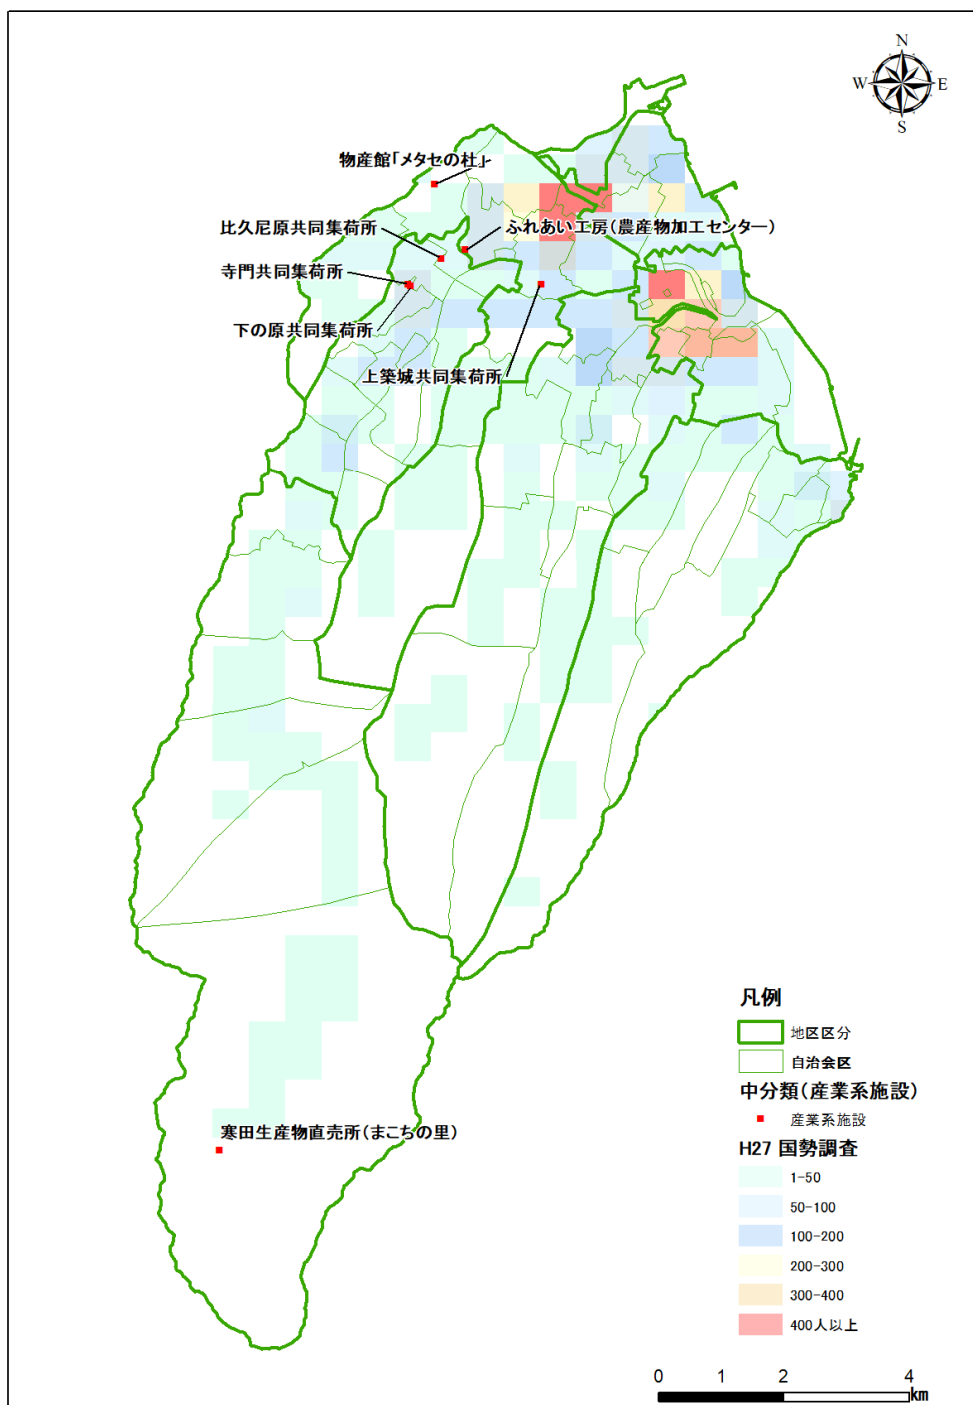 N
W E
S
物産館「メタセの杜」
比久尼原共同集荷所
ふれあい工房(農産物加工センター)
寺門共同集荷所
下の原共同集荷所
上築城共同集荷所
寒田生産物直売所(まこちの里)
凡例
地区区分
自治会区
中分類(産業系施設)
産業系施設
H27 国勢調査
1-50
50-100
100-200
200-300
300-400
400人以上
0 1 2 4
km